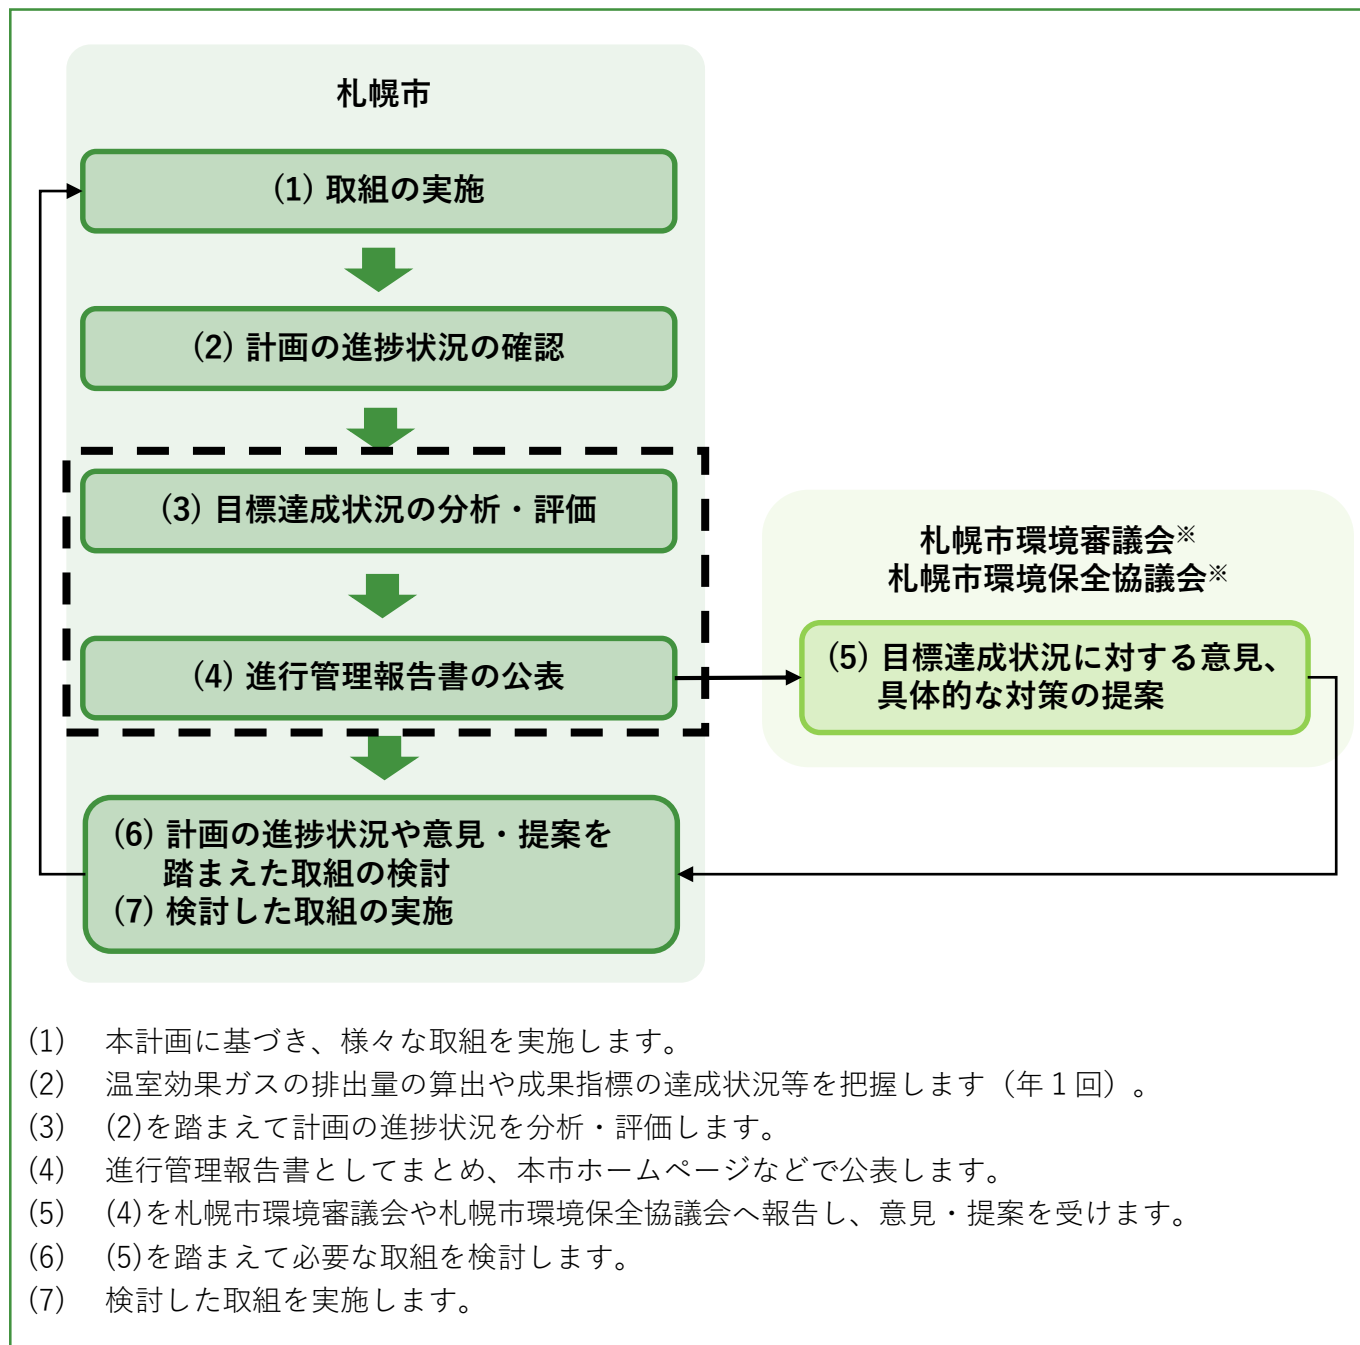 札幌市
(1) 取組の実施
(2) 計画の進捗状況の確認
(3) 目標達成状況の分析・評価
(4) 進行管理報告書の公表
札幌市環境審議会※
札幌市環境保全協議会※
(5) 目標達成状況に対する意見、
具体的な対策の提案
(6) 計画の進捗状況や意見・提案を
踏まえた取組の検討
(7) 検討した取組の実施
(1) 本計画に基づき、様々な取組を実施します。
(2) 温室効果ガスの排出量の算出や成果指標の達成状況等を把握します（年１回）。
(3) (2)を踏まえて計画の進捗状況を分析・評価します。
(4) 進行管理報告書としてまとめ、本市ホームページなどで公表します。
(5) (4)を札幌市環境審議会や札幌市環境保全協議会へ報告し、意見・提案を受けます。
(6) (5)を踏まえて必要な取組を検討します。
(7) 検討した取組を実施します。